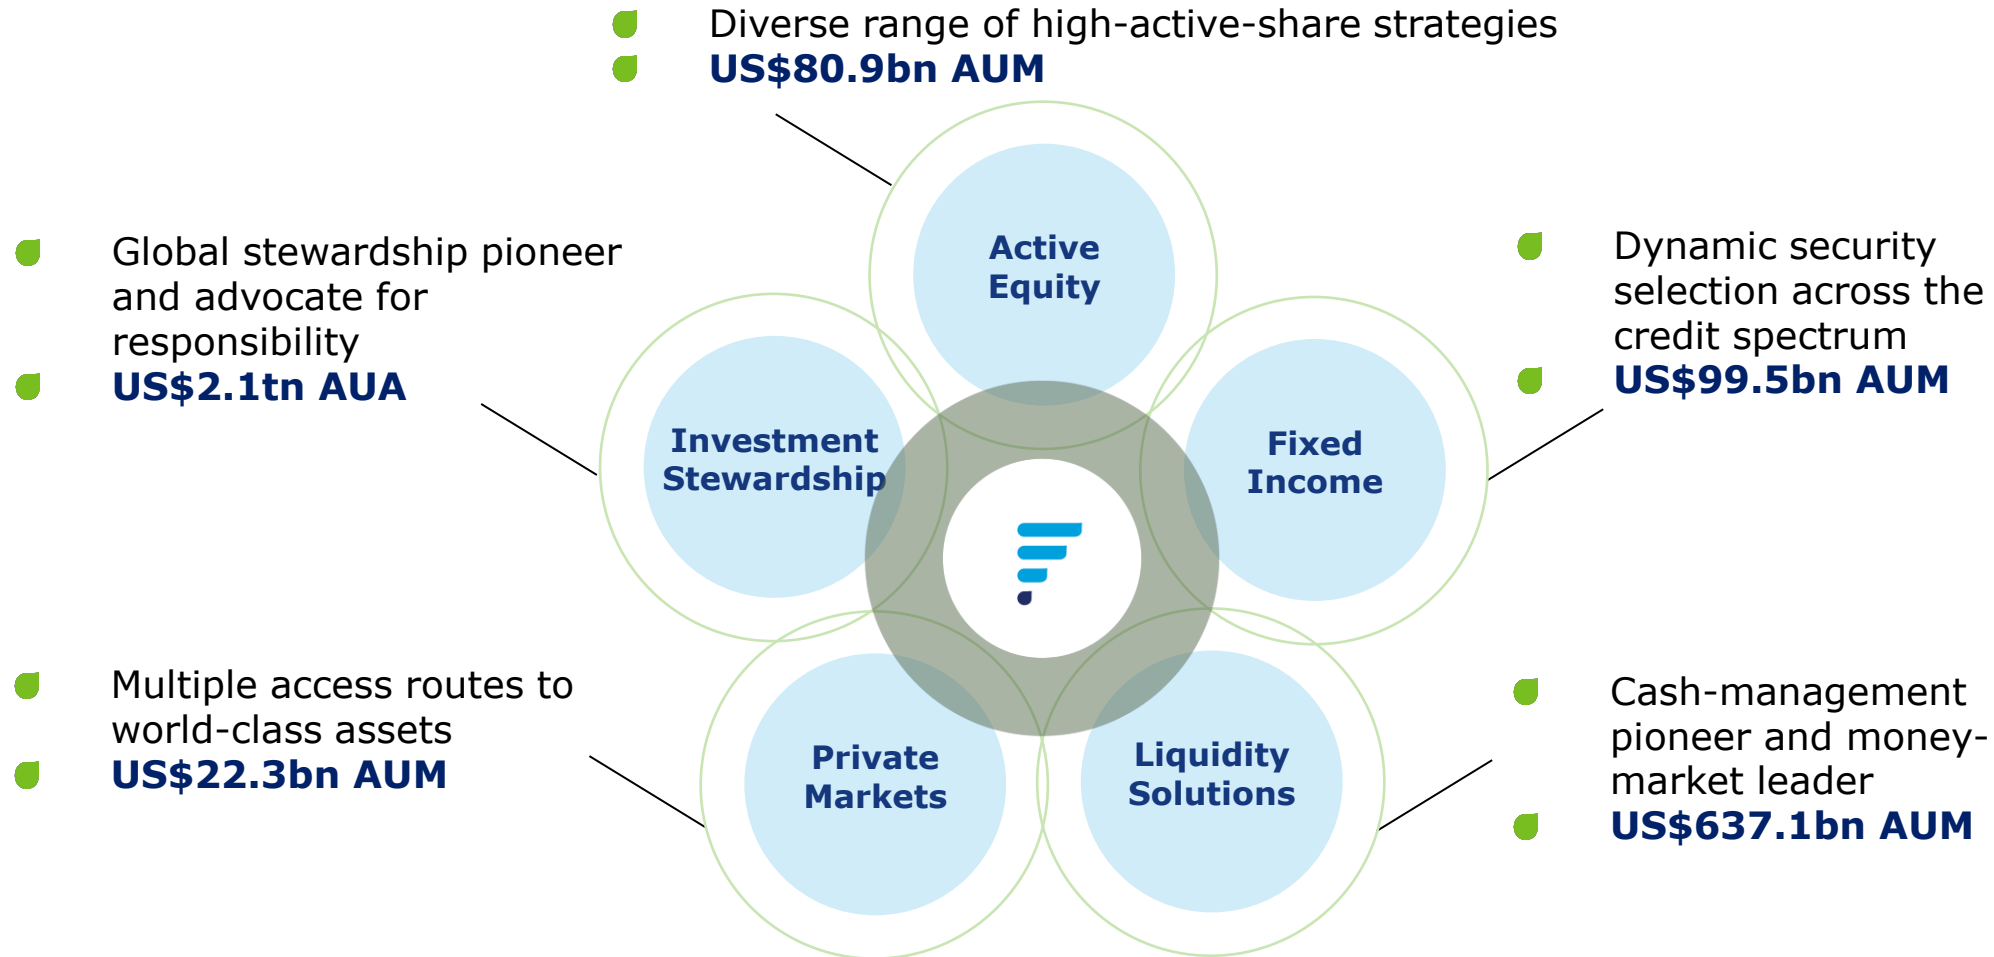 Diverse range of high-active-share strategies
US$80.9bn AUM
Active
Equity
Global stewardship pioneer
and advocate for
responsibility
US$2.1tn AUA
Investment
Stewardship
Dynamic security
selection across the
credit spectrum
US$99.5bn AUM
Fixed
Income
Multiple access routes to
world-class assets
US$22.3bn AUM
Private
Markets
Liquidity
Solutions
Cash-management
pioneer and money-
market leader
US$637.1bn AUM